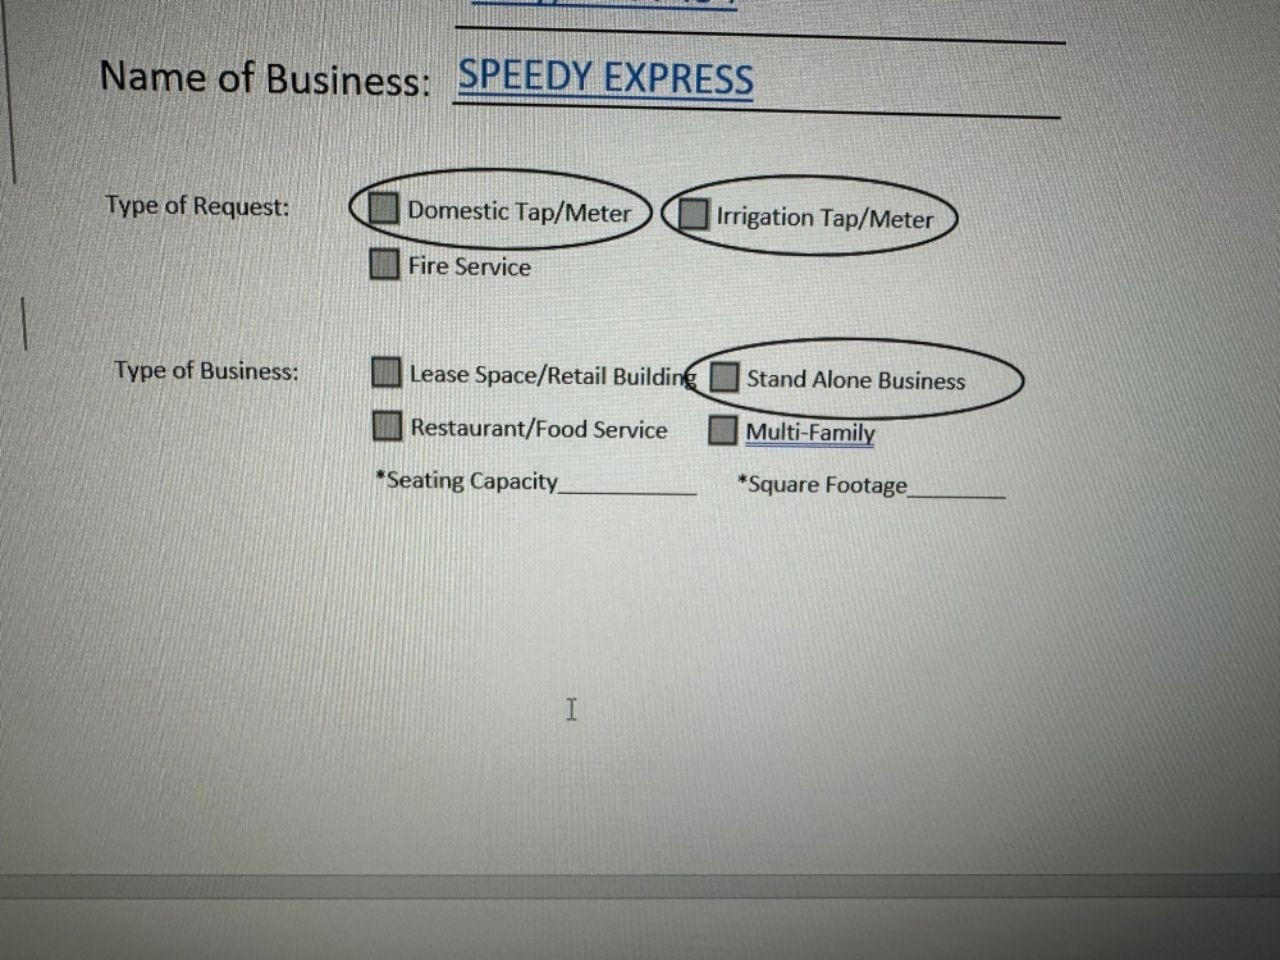 Name of Business: SPEEDY EXPRESS
Type of Request: Domestic Tap/Meter Irrigation Tap/Meter
Fire Service
Type of Business: Lease Space/Retail Building Stand Alone Business
Restaurant/Food Service Multi-Family
*Seating Capacity__________ *Square Footage________